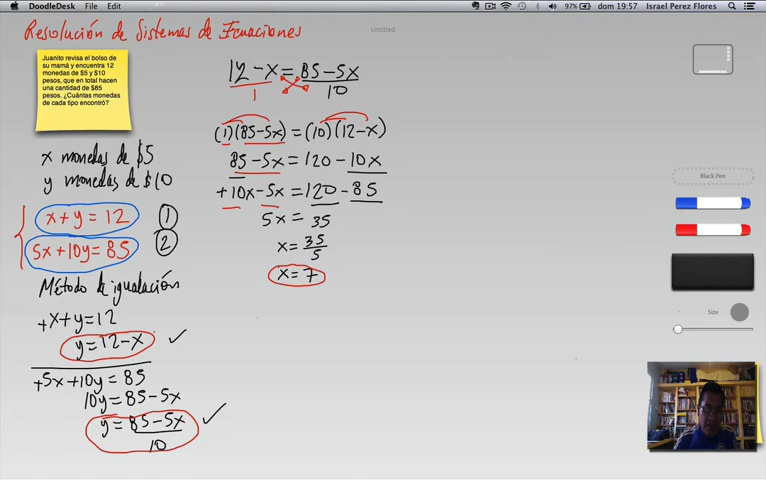 DoodleDesk File Edit 97% dom 19:57 Israel Perez Flores
Untitled
Resolución de Sistemas de Ecuaciones
Juanito revisa el bolso de
su mamá y encuentra 12
monedas de $5 y $10
pesos, que en total hacen
una cantidad de $85
pesos. ¿Cuántas monedas
de cada tipo encontró?
x monedas de $5
y monedas de $10
x+y=12 1
5x+10y=85 2
Método de igualación
+x+y=12
y=12-x ✓
+5x+10y=85
10y=85-5x
y=85-5x ✓
10
12-x=85-5x
1 10
(1)(85-5x)=(10)(12-x)
85-5x=120-10x
+10x-5x=120-85
5x=35
x=35
5
x=7
Black Pen
Size